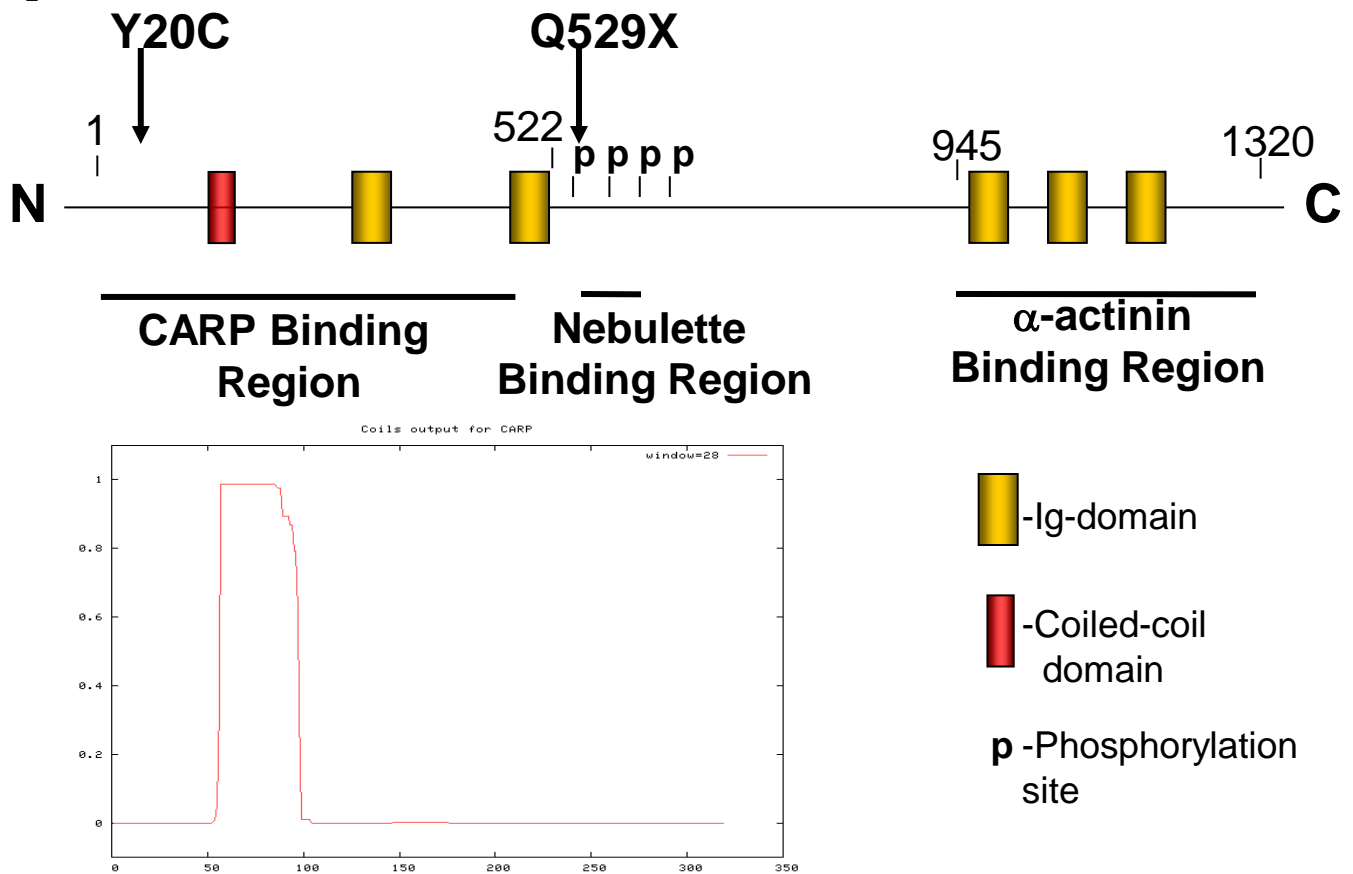 Y20C
Q529X
1
522
945
1320
p p p p
N
C
CARP Binding
Region
Nebulette
Binding Region
α-actinin
Binding Region
Coils output for CARP
window=28
1
0.8
0.6
0.4
0.2
0
0 50 100 150 200 250 300 350
-Ig-domain
-Coiled-coil
domain
p -Phosphorylation
site